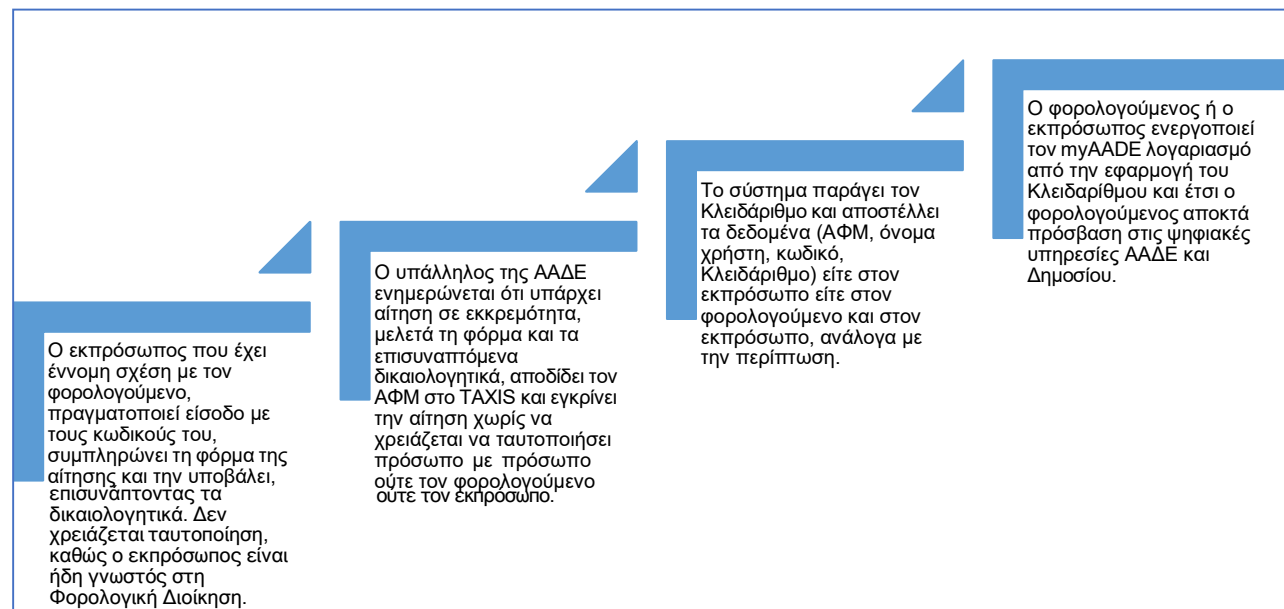 Ο εκπρόσωπος που έχει
έννομη σχέση με τον
φορολογούμενο,
πραγματοποιεί είσοδο με
τους κωδικούς του,
συμπληρώνει τη φόρμα της
αίτησης και την υποβάλει,
επισυνάπτοντας τα
δικαιολογητικά. Δεν
χρειάζεται ταυτοποίηση,
καθώς ο εκπρόσωπος είναι
ήδη γνωστός στη
Φορολογική Διοίκηση.
Ο υπάλληλος της ΑΑΔΕ
ενημερώνεται ότι υπάρχει
αίτηση σε εκκρεμότητα,
μελετά τη φόρμα και τα
επισυναπτόμενα
δικαιολογητικά, αποδίδει τον
ΑΦΜ στο TAXIS και εγκρίνει
την αίτηση χωρίς να
χρειάζεται να ταυτοποιήσει
πρόσωπο με πρόσωπο
ούτε τον φορολογούμενο
ούτε τον εκπρόσωπο.
Το σύστημα παράγει τον
Κλειδάριθμο και αποστέλλει
τα δεδομένα (ΑΦΜ, όνομα
χρήστη, κωδικό,
Κλειδάριθμο) είτε στον
εκπρόσωπο είτε στον
φορολογούμενο και στον
εκπρόσωπο, ανάλογα με
την περίπτωση.
Ο φορολογούμενος ή ο
εκπρόσωπος ενεργοποιεί
τον myAADE λογαριασμό
από την εφαρμογή του
Κλειδαρίθμου και έτσι ο
φορολογούμενος αποκτά
πρόσβαση στις ψηφιακές
υπηρεσίες ΑΑΔΕ και
Δημοσίου.